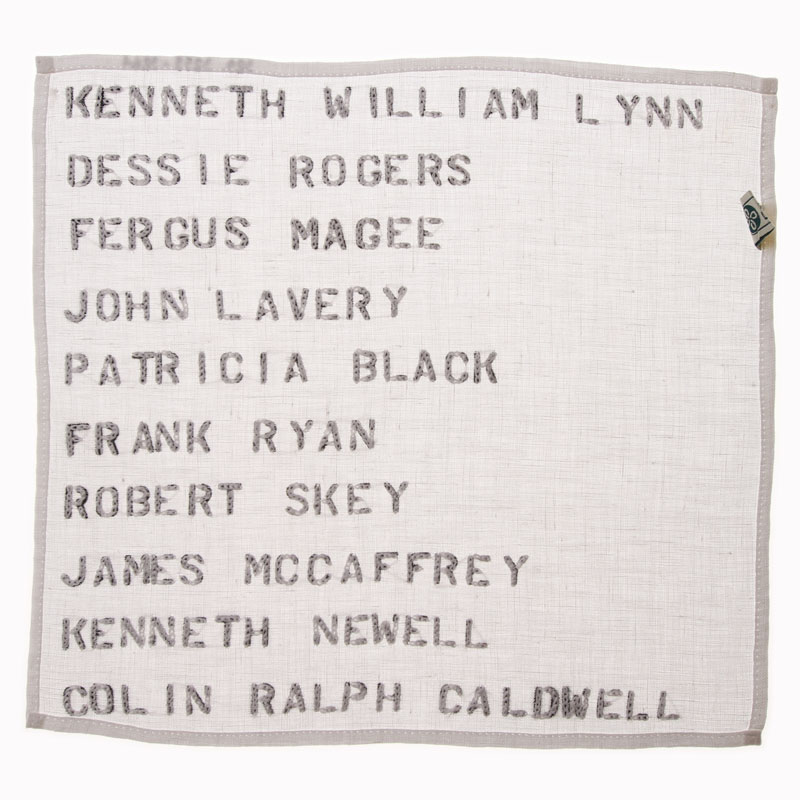 KENNETH WILLIAM LYNN
DESSIE ROGERS
FERGUS MAGEE
JOHN LAVERY
PATRICIA BLACK
FRANK RYAN
ROBERT SKEY
JAMES MCCAFFREY
KENNETH NEWELL
COLIN RALPH CALDWELL